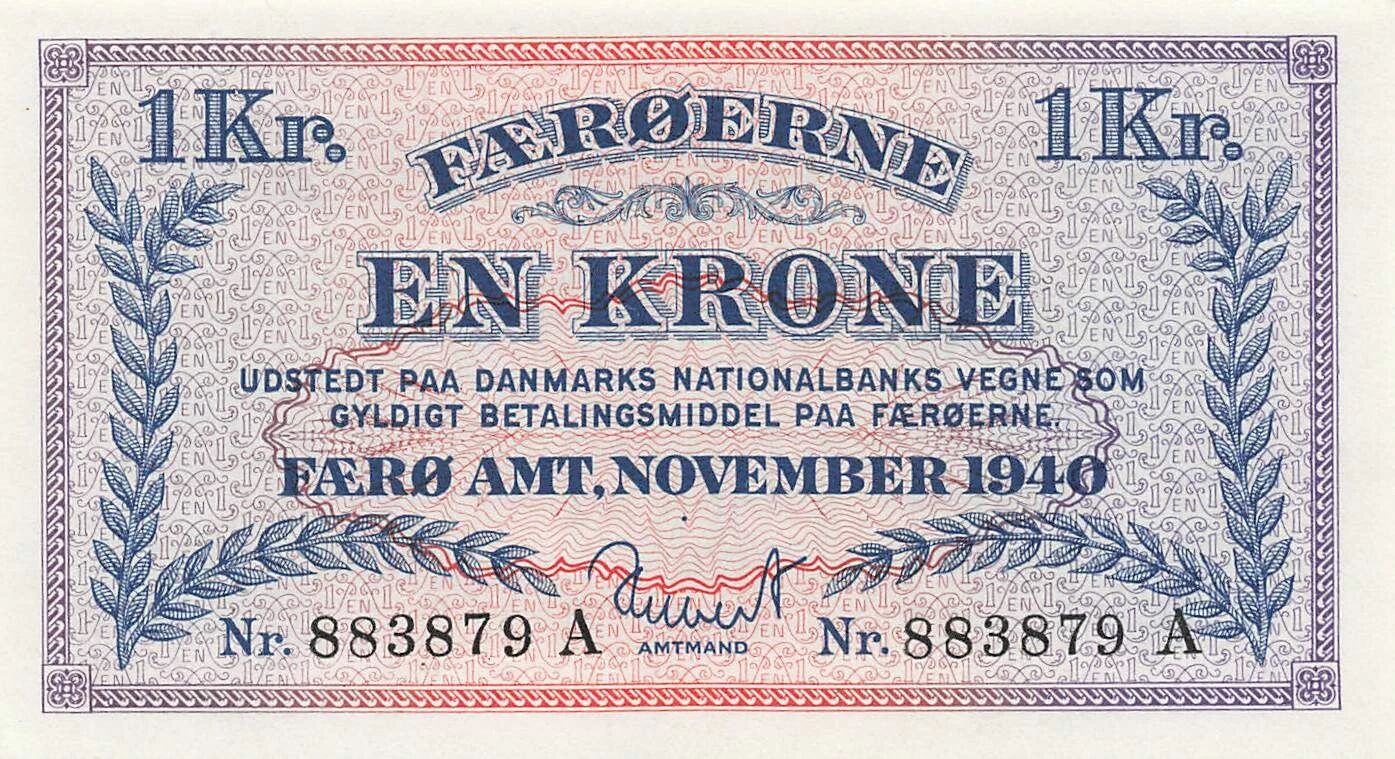 1Kr. 1Kr.
FÆRØERNE
EN KRONE
UDSTEDT PAA DANMARKS NATIONALBANKS VEGNE SOM
GYLDIGT BETALINGSMIDDEL PAA FÆRØERNE.
FÆRØ AMT, NOVEMBER 1940
Nr. 883879 A AMTMAND Nr. 883879 A